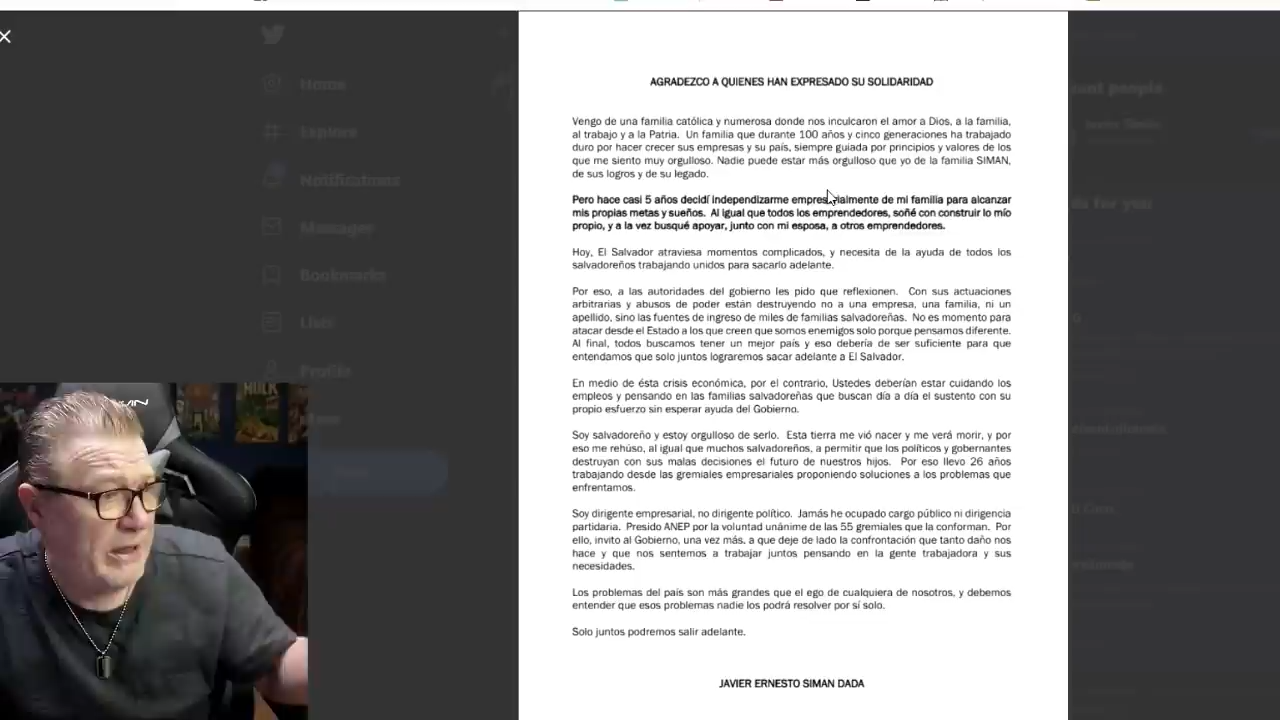 Home
Explore
Notifications
Messages
Bookmarks
Lists
Profile
HULK
AGRADEZCO A QUIENES HAN EXPRESADO SU SOLIDARIDAD
Vengo de una familia católica y numerosa donde nos inculcaron el amor a Dios, a la familia,
al trabajo y a la Patria. Un familia que durante 100 años y cinco generaciones ha trabajado
duro por hacer crecer sus empresas y su país, siempre guiada por principios y valores de los
que me siento muy orgulloso. Nadie puede estar más orgulloso que yo de la familia SIMAN,
de sus logros y de su legado.
Pero hace casi 5 años decidí independizarme empresarialmente de mi familia para alcanzar
mis propias metas y sueños. Al igual que todos los emprendedores, soñé con construir lo mío
propio, y a la vez busqué apoyar, junto con mi esposa, a otros emprendedores.
Hoy, El Salvador atraviesa momentos complicados, y necesita de la ayuda de todos los
salvadoreños trabajando unidos para sacarlo adelante.
Por eso, a las autoridades del gobierno les pido que reflexionen. Con sus actuaciones
arbitrarias y abusos de poder están destruyendo no a una empresa, una familia, ni un
apellido, sino las fuentes de ingreso de miles de familias salvadoreñas. No es momento para
atacar desde el Estado a los que creen que somos enemigos solo porque pensamos diferente.
Al final, todos buscamos tener un mejor país y eso debería de ser suficiente para que
entendamos que solo juntos lograremos sacar adelante a El Salvador.
En medio de ésta crisis económica, por el contrario, Ustedes deberían estar cuidando los
empleos y pensando en las familias salvadoreñas que buscan día a día el sustento con su
propio esfuerzo sin esperar ayuda del Gobierno.
Soy salvadoreño y estoy orgulloso de serlo. Esta tierra me vió nacer y me verá morir, y por
eso me rehúso, al igual que muchos salvadoreños, a permitir que los políticos y gobernantes
destruyan con sus malas decisiones el futuro de nuestros hijos. Por eso llevo 26 años
trabajando desde las gremiales empresariales proponiendo soluciones a los problemas que
enfrentamos.
Soy dirigente empresarial, no dirigente político. Jamás he ocupado cargo público ni dirigencia
partidaria. Presido ANEP por la voluntad unánime de las 55 gremiales que la conforman. Por
ello, invito al Gobierno, una vez más, a que deje de lado la confrontación que tanto daño nos
hace y que nos sentemos a trabajar juntos pensando en la gente trabajadora y sus
necesidades.
Los problemas del país son más grandes que el ego de cualquiera de nosotros, y debemos
entender que esos problemas nadie los podrá resolver por sí solo.
Solo juntos podremos salir adelante.
JAVIER ERNESTO SIMAN DADA